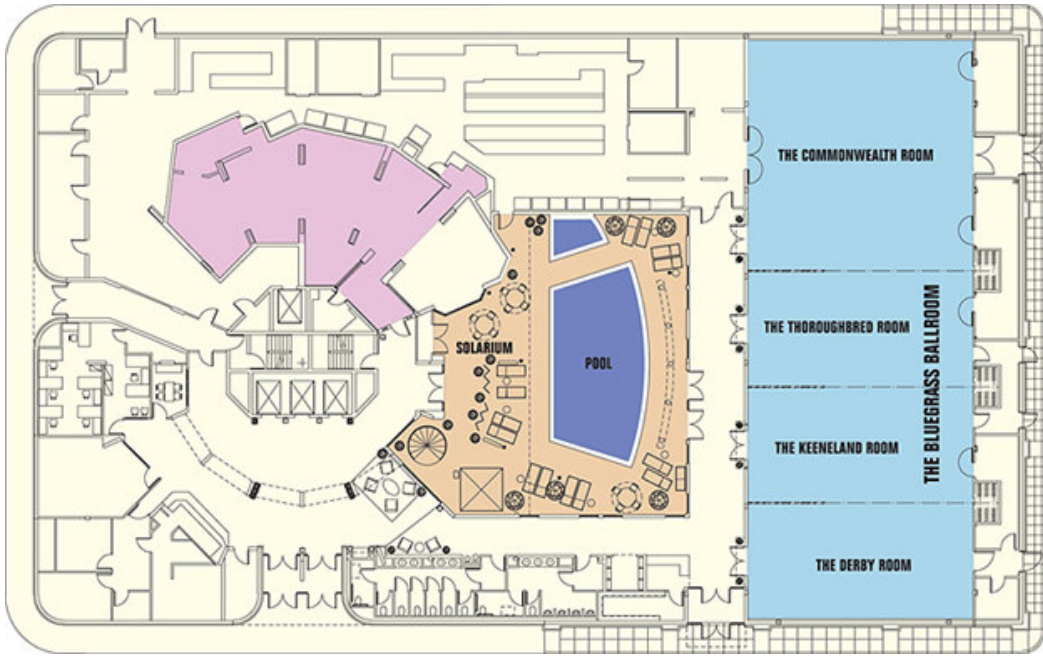 THE COMMONWEALTH ROOM
THE THOROUGHBRED ROOM
THE BLUEGRASS BALLROOM
SOLARIUM
POOL
THE KEENELAND ROOM
THE DERBY ROOM